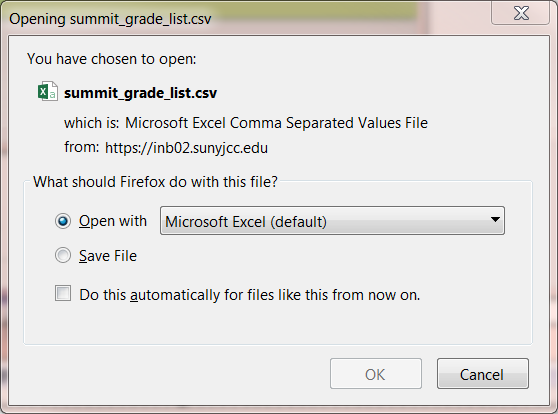 Opening summit_grade_list.csv
You have chosen to open:
summit_grade_list.csv
which is: Microsoft Excel Comma Separated Values File
from: https://inb02.sunyjcc.edu
What should Firefox do with this file?
Open with Microsoft Excel (default)
Save File
Do this automatically for files like this from now on.
OK Cancel